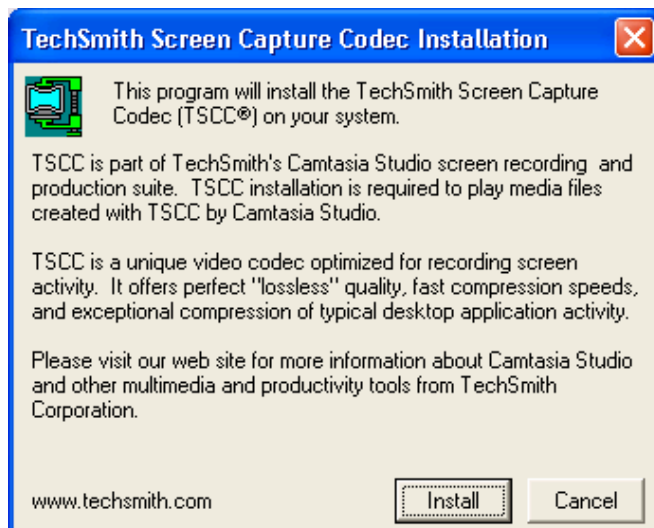 TechSmith Screen Capture Codec Installation
This program will install the TechSmith Screen Capture
Codec (TSCC®) on your system.
TSCC is part of TechSmith's Camtasia Studio screen recording and
production suite. TSCC installation is required to play media files
created with TSCC by Camtasia Studio.
TSCC is a unique video codec optimized for recording screen
activity. It offers perfect "lossless" quality, fast compression speeds,
and exceptional compression of typical desktop application activity.
Please visit our web site for more information about Camtasia Studio
and other multimedia and productivity tools from TechSmith
Corporation.
www.techsmith.com
Install
Cancel